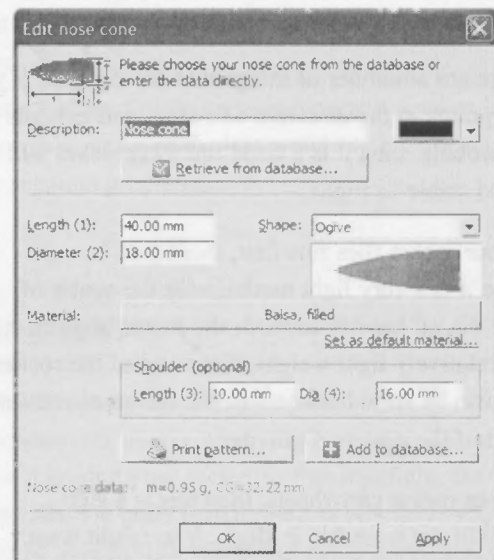 Edit nose cone
Please choose your nose cone from the database or
enter the data directly.
1
Description: Nose cone
Retrieve from database...
Length (1): 40.00 mm Shape: Ogive
Diameter (2): 18.00 mm
Material: Balsa, filled
Set as default material...
Shoulder (optional)
Length (3): 10.00 mm Dia (4): 16.00 mm
Print pattern... Add to database...
Nose cone data: m=0.95 g, CG=32.22 mm
OK Cancel Apply